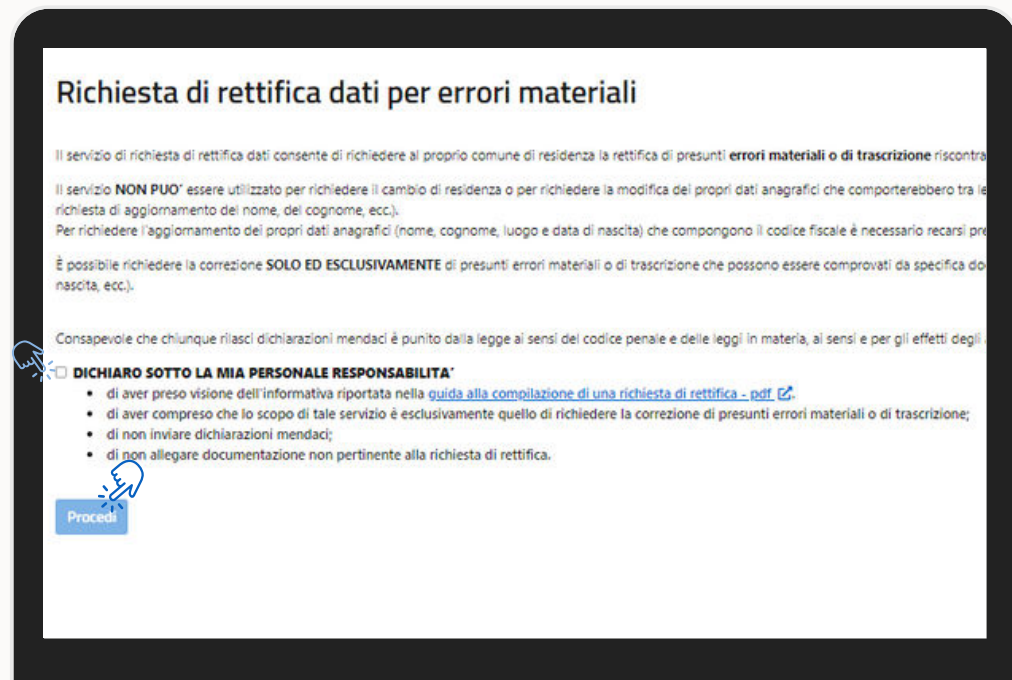 Richiesta di rettifica dati per errori materiali
Il servizio di richiesta di rettifica dati consente di richiedere al proprio comune di residenza la rettifica di presunti errori materiali o di trascrizione riscontra
Il servizio NON PUO' essere utilizzato per richiedere il cambio di residenza o per richiedere la modifica dei propri dati anagrafici che comporterebbero tra le
richiesta di aggiornamento del nome, del cognome, ecc.).
Per richiedere l'aggiornamento dei propri dati anagrafici (nome, cognome, luogo e data di nascita) che compongono il codice fiscale è necessario recarsi pre
È possibile richiedere la correzione SOLO ED ESCLUSIVAMENTE di presunti errori materiali o di trascrizione che possono essere comprovati da specifica do
nascita, ecc.).
Consapevole che chiunque rilasci dichiarazioni mendaci è punito dalla legge ai sensi del codice penale e delle leggi in materia, ai sensi e per gli effetti degli
DICHIARO SOTTO LA MIA PERSONALE RESPONSABILITA'
• di aver preso visione dell'informativa riportata nella guida alla compilazione di una richiesta di rettifica - pdf.
• di aver compreso che lo scopo di tale servizio è esclusivamente quello di richiedere la correzione di presunti errori materiali o di trascrizione;
• di non inviare dichiarazioni mendaci;
• di non allegare documentazione non pertinente alla richiesta di rettifica.
Procedi